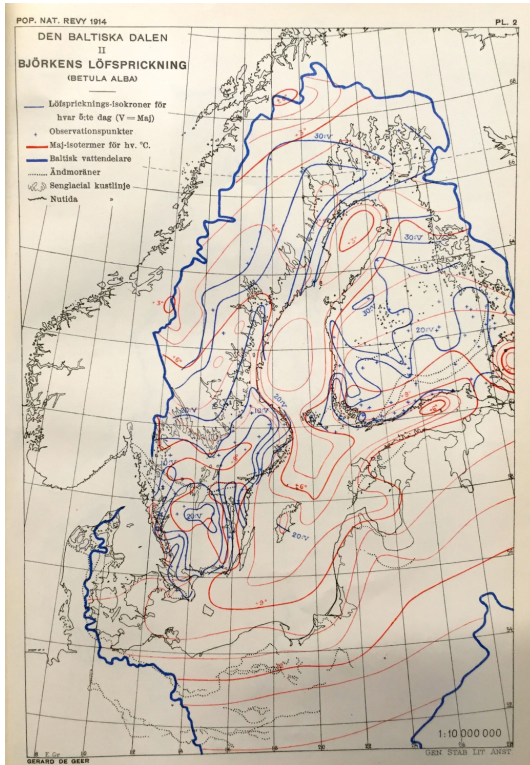 POP. NAT. REVY 1914
PL. 2
DEN BALTISKA DALEN
II
BJÖRKENS LÖFSPRICKNING
(BETULA ALBA)
Löfspricknings-isokroner för
hvar 5:te dag (V = Maj)
Observationspunkter
Maj-isotermer för hv. °C.
Baltisk vattendelare
Ändmoräner
Senglacial kustlinje
Nutida »
30:V
30:V
30:V
20:V
20:V
10:V
20:V
20:V
1:10 000 000
GEN STAB LIT ANST
GERARD DE GEER